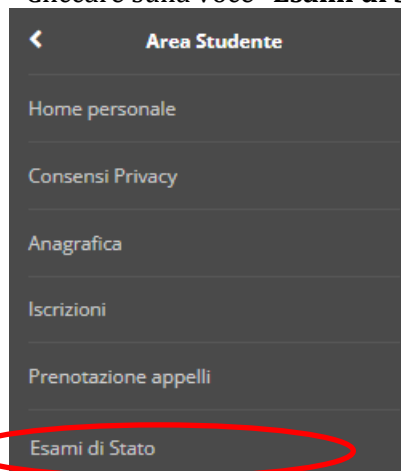 Area Studente
Home personale
Consensi Privacy
Anagrafica
Iscrizioni
Prenotazione appelli
Esami di Stato